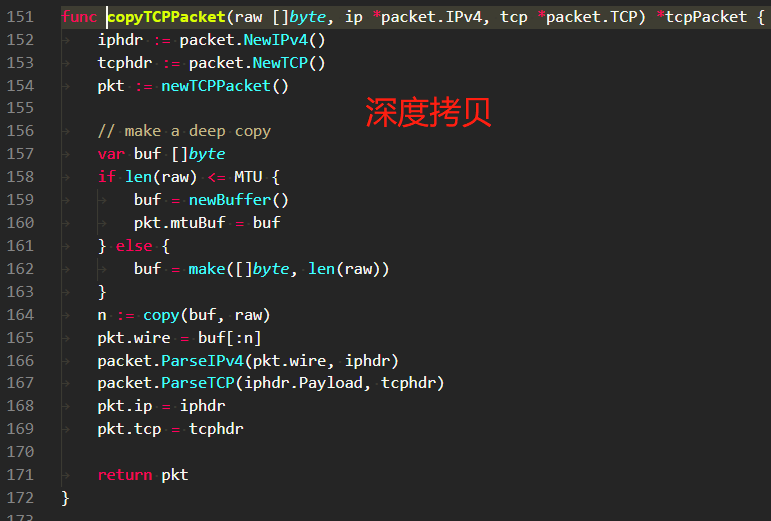 151 func copyTCPPacket(raw []byte, ip *packet.IPv4, tcp *packet.TCP) *tcpPacket {
152 iphdr := packet.NewIPv4()
153 tcphdr := packet.NewTCP()
154 pkt := newTCPPacket()
155
深度拷贝
156 // make a deep copy
157 var buf []byte
158 if len(raw) <= MTU {
159 buf = newBuffer()
160 pkt.mtuBuf = buf
161 } else {
162 buf = make([]byte, len(raw))
163 }
164 n := copy(buf, raw)
165 pkt.wire = buf[:n]
166 packet.ParseIPv4(pkt.wire, iphdr)
167 packet.ParseTCP(iphdr.Payload, tcphdr)
168 pkt.ip = iphdr
169 pkt.tcp = tcphdr
170
171 return pkt
172 }
173